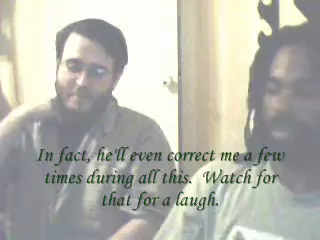 In fact, he'll even correct me a few
times during all this.  Watch for
that for a laugh.